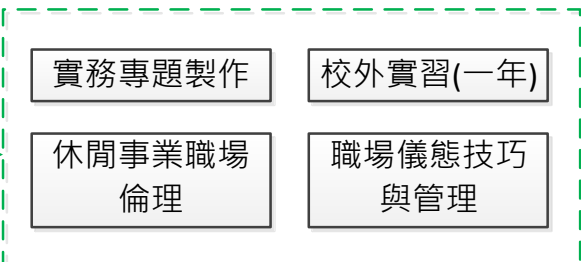 實務專題製作
校外實習(一年)
休閒事業職場
倫理
職場儀態技巧
與管理